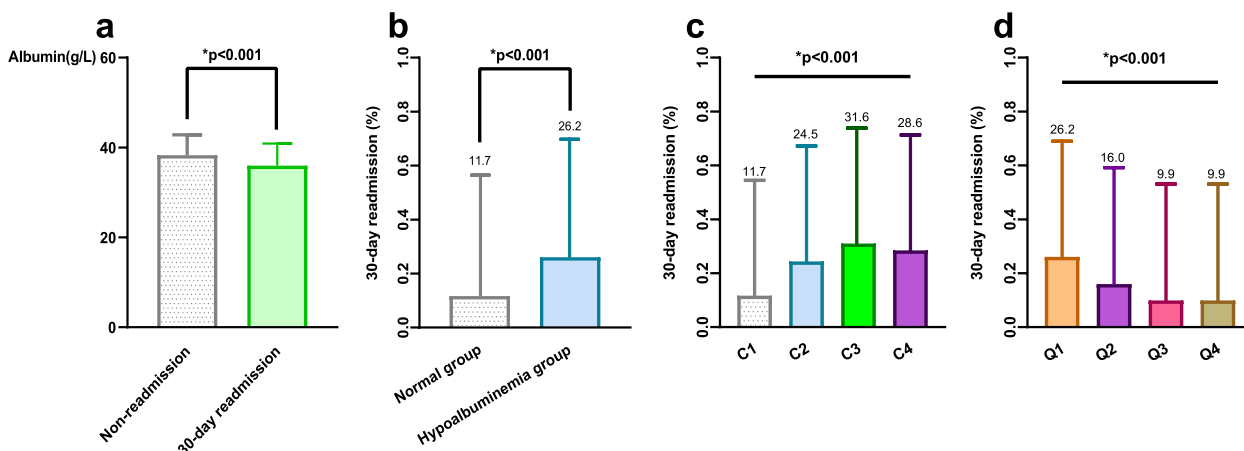 a
Albumin(g/L)
*p<0.001
60
40
20
0
Non-readmission
30-day readmission
b
*p<0.001
30-day readmission (%)
1.0
0.8
0.6
0.4
0.2
0.0
11.7
26.2
Normal group
Hypoalbuminemia group
c
*p<0.001
30-day readmission (%)
1.0
0.8
0.6
0.4
0.2
0.0
11.7
24.5
31.6
28.6
C1
C2
C3
C4
d
*p<0.001
30-day readmission (%)
1.0
0.8
0.6
0.4
0.2
0.0
26.2
16.0
9.9
9.9
Q1
Q2
Q3
Q4